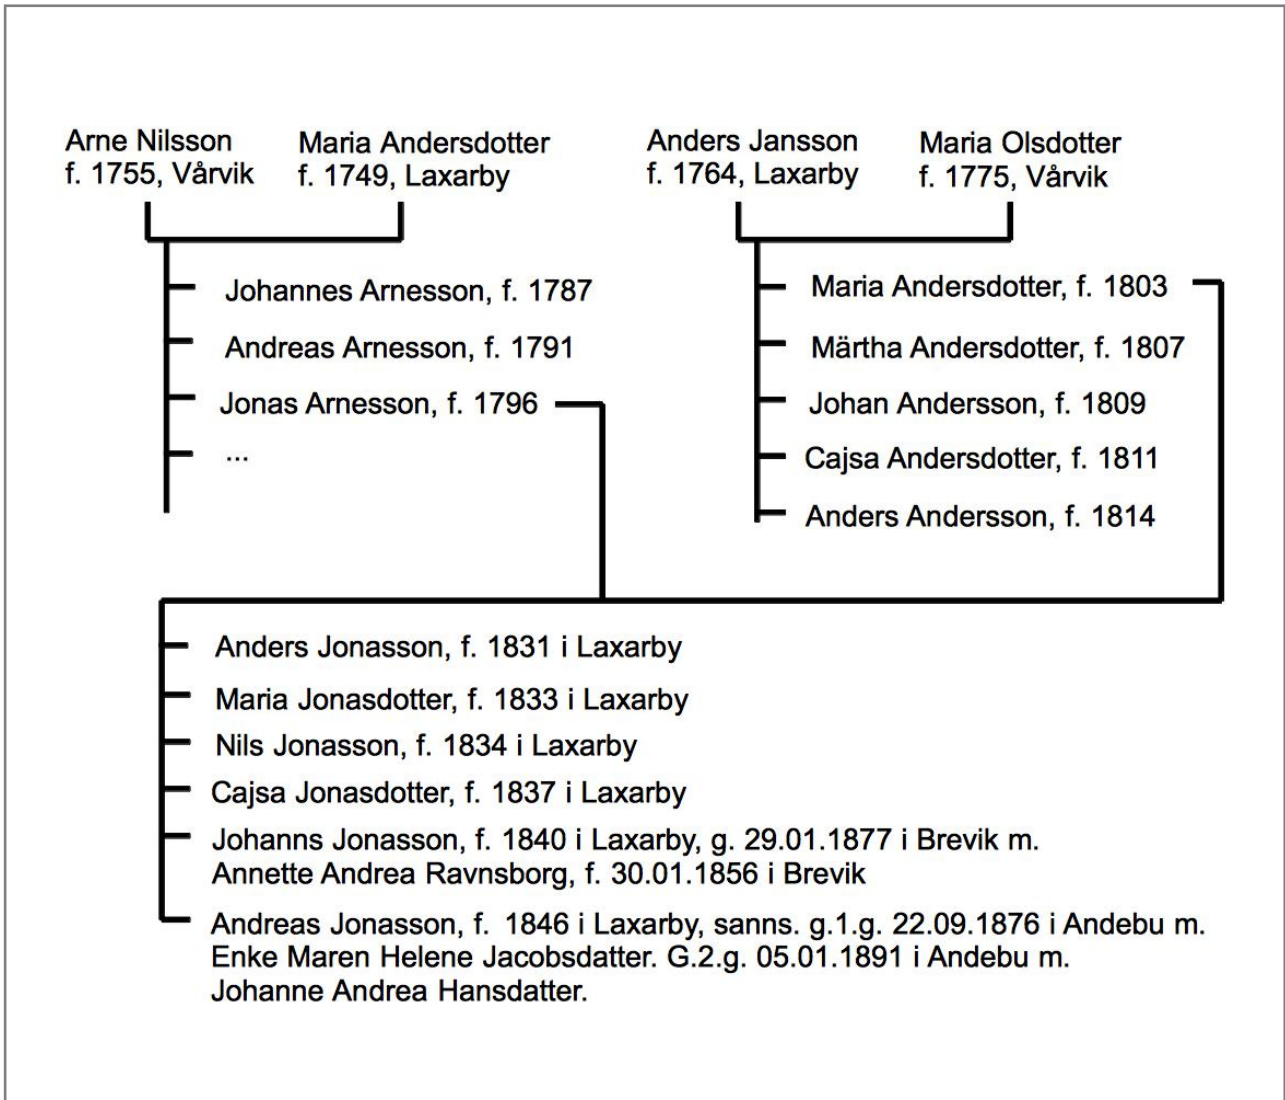 Arne Nilsson
f. 1755, Vårvik
Maria Andersdotter
f. 1749, Laxarby
Anders Jansson
f. 1764, Laxarby
Maria Olsdotter
f. 1775, Vårvik
Johannes Arnesson, f. 1787
Andreas Arnesson, f. 1791
Jonas Arnesson, f. 1796
...
Maria Andersdotter, f. 1803
Märtha Andersdotter, f. 1807
Johan Andersson, f. 1809
Cajsa Andersdotter, f. 1811
Anders Andersson, f. 1814
Anders Jonasson, f. 1831 i Laxarby
Maria Jonasdotter, f. 1833 i Laxarby
Nils Jonasson, f. 1834 i Laxarby
Cajsa Jonasdotter, f. 1837 i Laxarby
Johanns Jonasson, f. 1840 i Laxarby, g. 29.01.1877 i Brevik m.
Annette Andrea Ravnsborg, f. 30.01.1856 i Brevik
Andreas Jonasson, f. 1846 i Laxarby, sanns. g.1.g. 22.09.1876 i Andebu m.
Enke Maren Helene Jacobsdatter. G.2.g. 05.01.1891 i Andebu m.
Johanne Andrea Hansdatter.